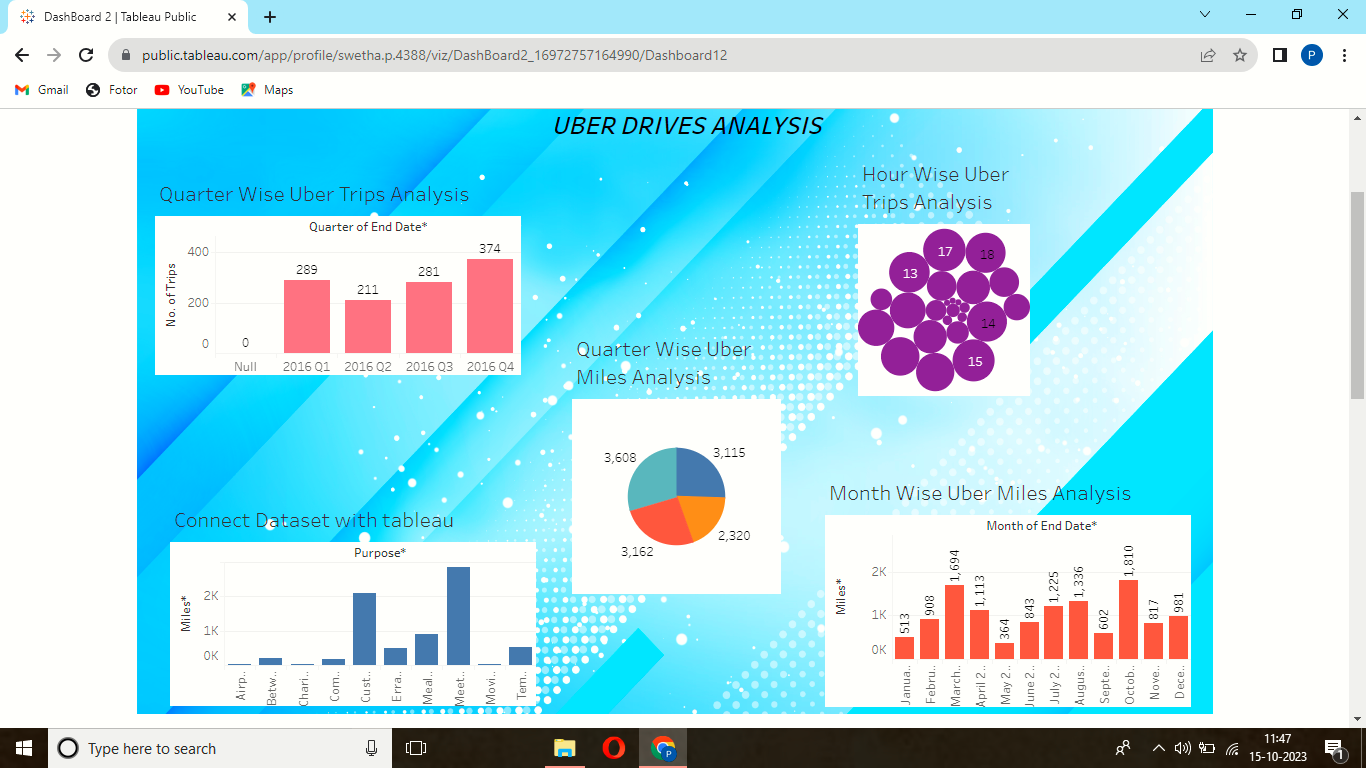 DashBoard 2 | Tableau Public
public.tableau.com/app/profile/swetha.p.4388/viz/DashBoard2_16972757164990/Dashboard12
P
Gmail
Fotor
YouTube
Maps
UBER DRIVES ANALYSIS
Quarter Wise Uber Trips Analysis
Quarter of End Date*
No. of Trips
400
200
0
0
289
211
281
374
Null
2016 Q1
2016 Q2
2016 Q3
2016 Q4
Hour Wise Uber
Trips Analysis
17
18
13
14
15
Quarter Wise Uber
Miles Analysis
3,608
3,115
3,162
2,320
Connect Dataset with tableau
Purpose*
Miles*
2K
1K
0K
Airp..
Betw..
Chari..
Com..
Cust..
Erra..
Meal..
Meet..
Movi..
Tem..
Month Wise Uber Miles Analysis
Month of End Date*
Miles*
2K
1K
0K
513
908
1,694
1,113
364
843
1,225
1,336
602
1,810
817
981
Janua..
Febru..
March..
April 2..
May 2..
June 2..
July 2..
Augus..
Septe..
Octob..
Nove..
Dece..
Type here to search
P
11:47
15-10-2023
1